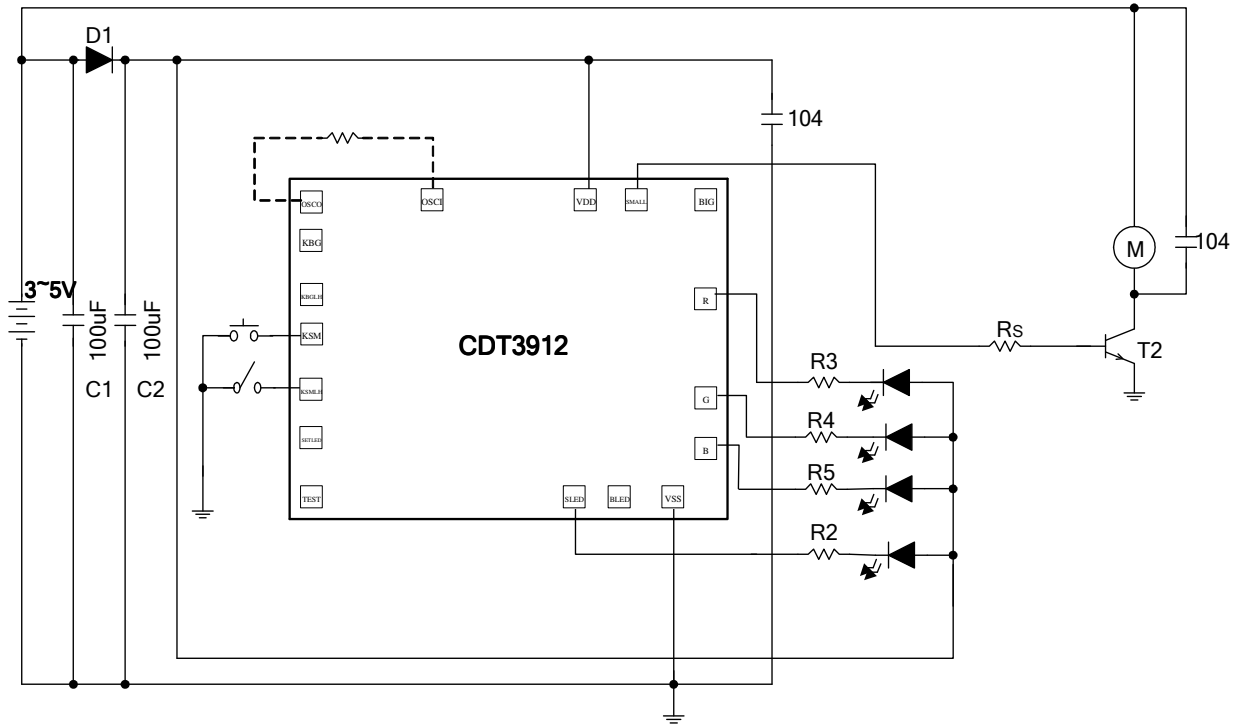 D1
104
OSCO
OSCI
VDD
SMALL
BIG
KBG
M
104
3~5V
KBGLH
R
100uF
100uF
KSM
CDT3912
RS
T2
R3
C1
C2
KSMLH
G
R4
SETLED
B
R5
TEST
SLED
BLED
VSS
R2